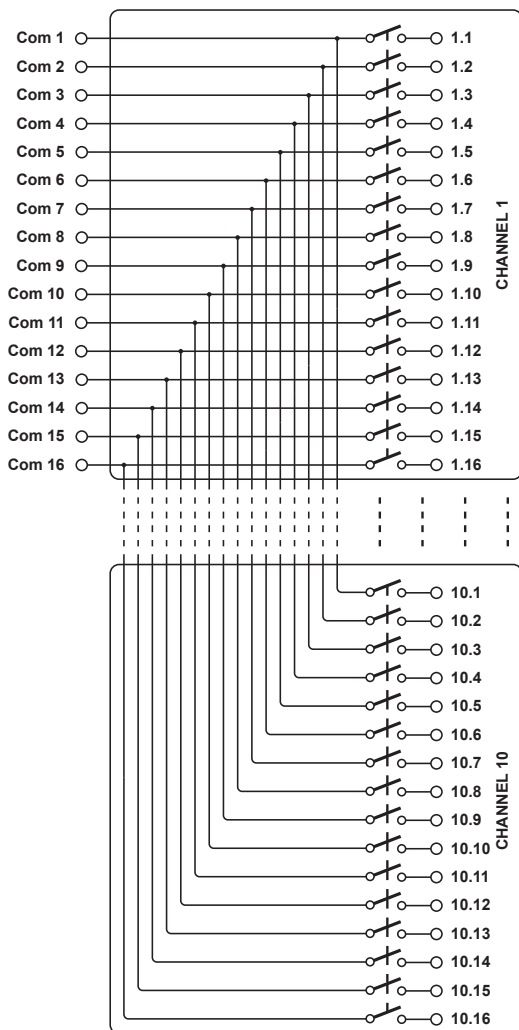 Com 1 1.1
Com 2 1.2
Com 3 1.3
Com 4 1.4
Com 5 1.5
Com 6 1.6
Com 7 1.7
Com 8 1.8
Com 9 1.9
Com 10 1.10
Com 11 1.11
Com 12 1.12
Com 13 1.13
Com 14 1.14
Com 15 1.15
Com 16 1.16
CHANNEL 1
10.1
10.2
10.3
10.4
10.5
10.6
10.7
10.8
10.9
10.10
10.11
10.12
10.13
10.14
10.15
10.16
CHANNEL 10